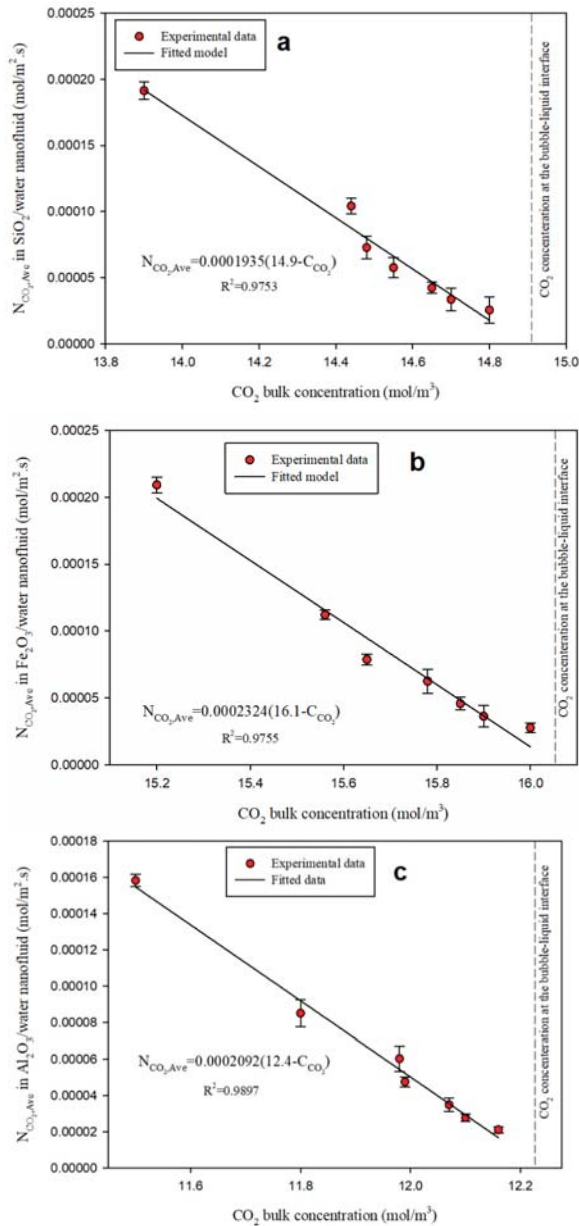 a
Experimental data
Fitted model
N_CO₂,Ave in SiO₂/water nanofluid (mol/m².s)
0.00025
0.00020
0.00015
0.00010
0.00005
0.00000
N_CO₂,Ave=0.0001935(14.9-C_CO₂)
R²=0.9753
CO₂ concentration at the bubble-liquid interface
13.8 14.0 14.2 14.4 14.6 14.8 15.0
CO₂ bulk concentration (mol/m³)
b
Experimental data
Fitted model
N_CO₂,Ave in Fe₂O₃/water nanofluid (mol/m².s)
0.00025
0.00020
0.00015
0.00010
0.00005
0.00000
N_CO₂,Ave=0.0002324(16.1-C_CO₂)
R²=0.9755
CO₂ concentration at the bubble-liquid interface
15.2 15.4 15.6 15.8 16.0
CO₂ bulk concentration (mol/m³)
c
Experimental data
Fitted data
N_CO₂,Ave in Al₂O₃/water nanofluid (mol/m².s)
0.00018
0.00016
0.00014
0.00012
0.00010
0.00008
0.00006
0.00004
0.00002
0.00000
N_CO₂,Ave=0.0002092(12.4-C_CO₂)
R²=0.9897
CO₂ concentration at the bubble-liquid interface
11.6 11.8 12.0 12.2
CO₂ bulk concentration (mol/m³)